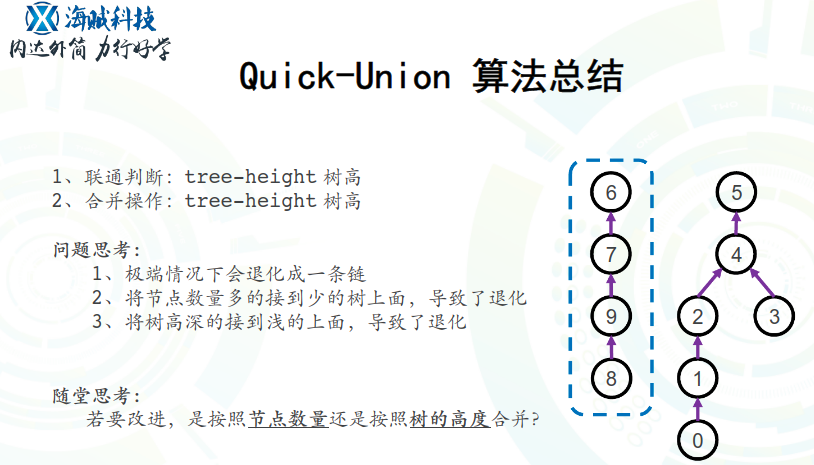 海贼科技
内达外简 力行好学
Quick-Union 算法总结
1、联通判断：tree-height 树高
2、合并操作：tree-height 树高
问题思考：
1、极端情况下会退化成一条链
2、将节点数量多的接到少的树上面，导致了退化
3、将树高深的接到浅的上面，导致了退化
随堂思考：
若要改进，是按照节点数量还是按照树的高度合并?
6
7
9
8
5
4
2
3
1
0